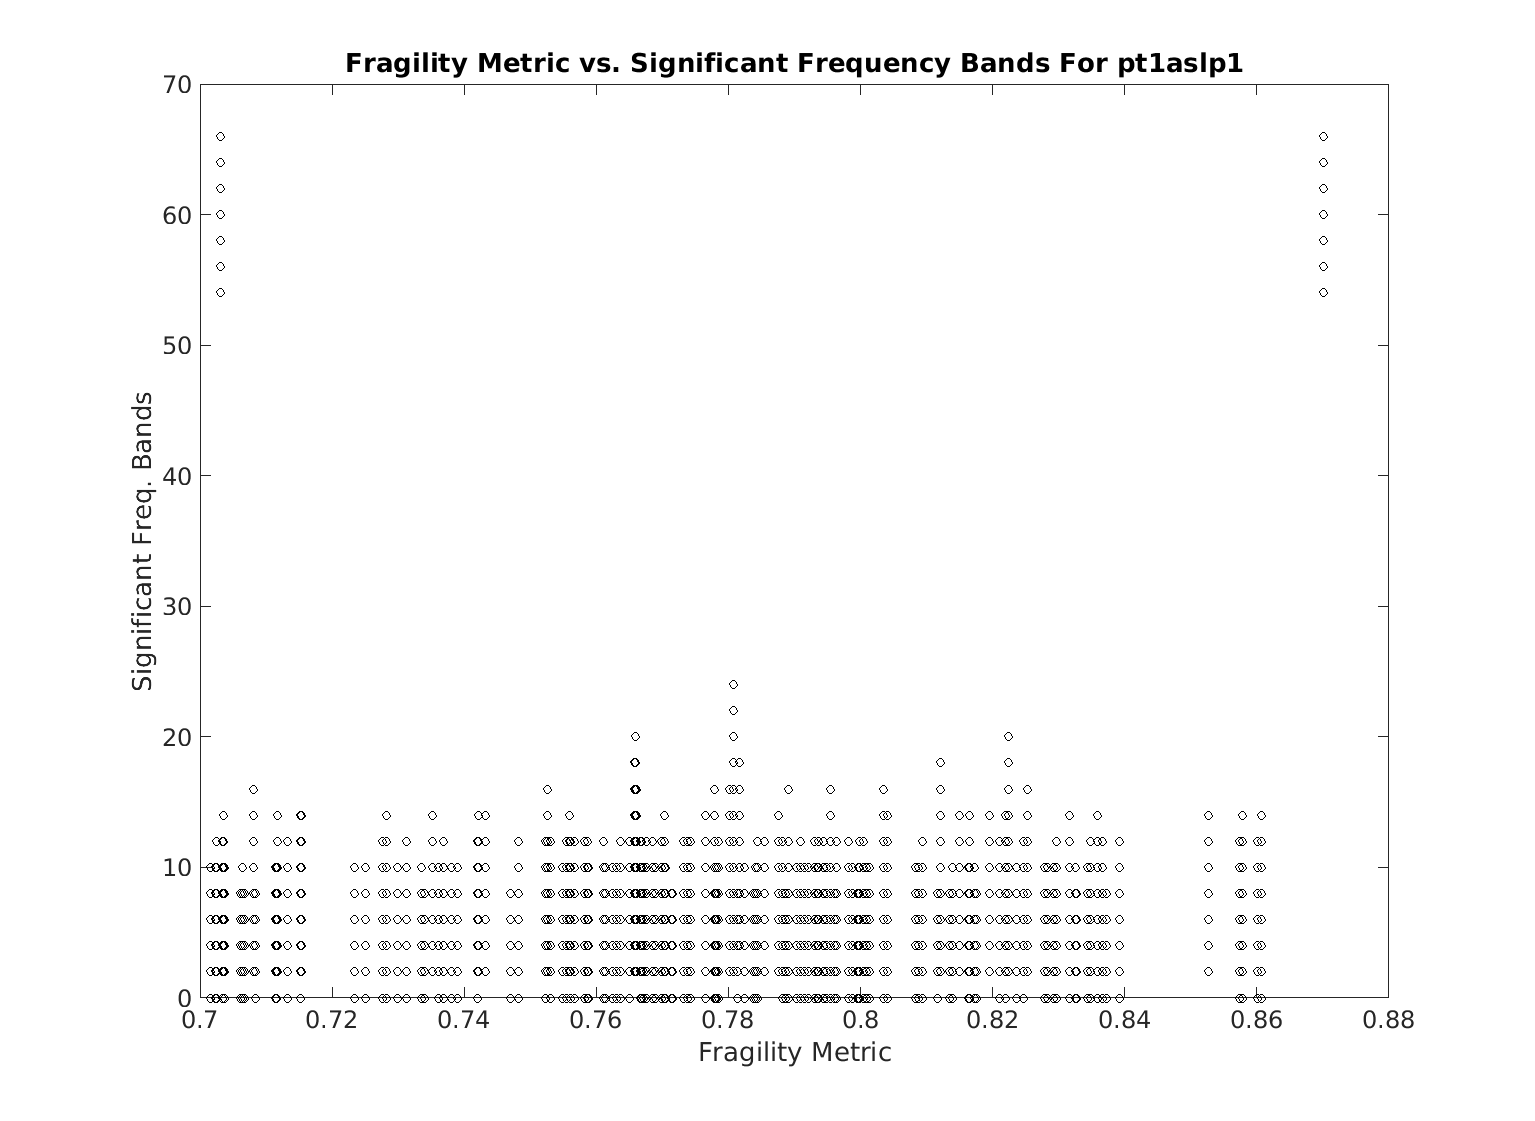 Fragility Metric vs. Significant Frequency Bands For pt1aslp1
70
60
50
40
30
20
10
0
Significant Freq. Bands
0.7 0.72 0.74 0.76 0.78 0.8 0.82 0.84 0.86 0.88
Fragility Metric